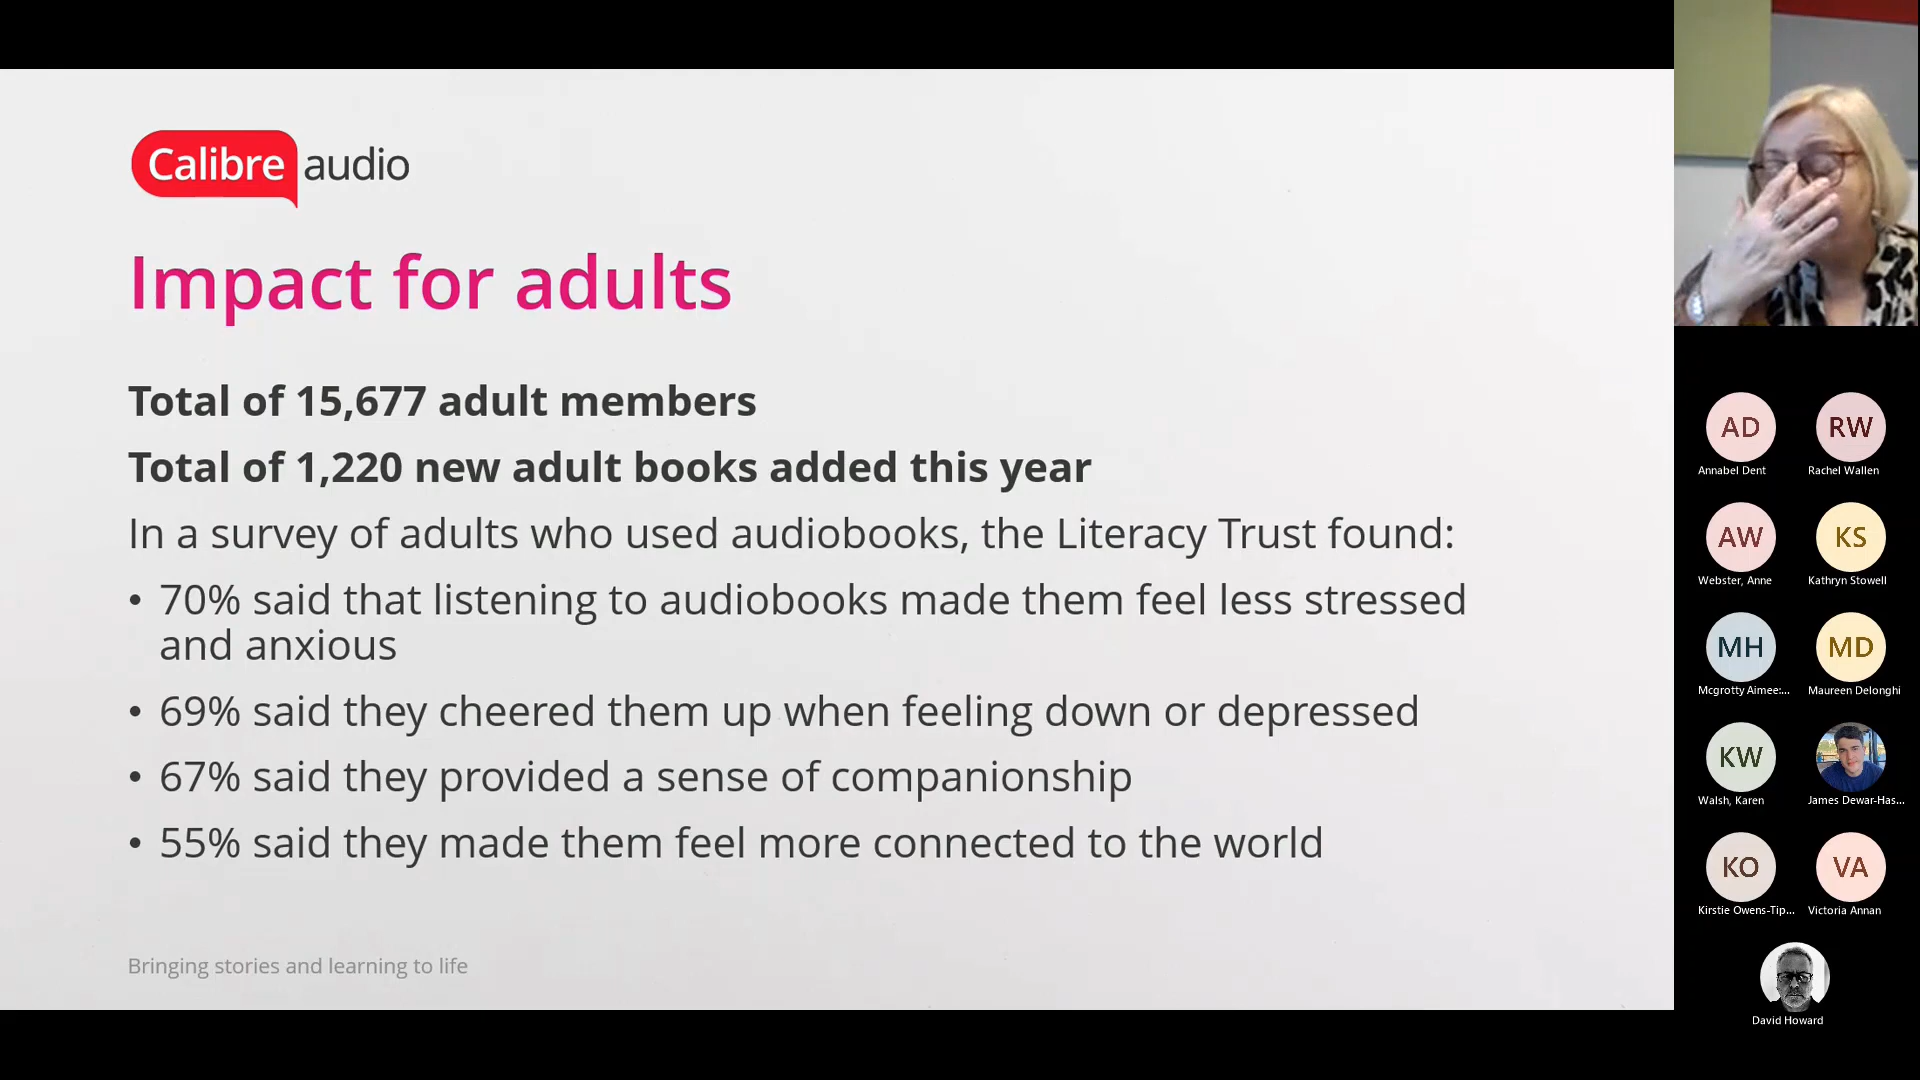 Calibre audio
Impact for adults
Total of 15,677 adult members
Total of 1,220 new adult books added this year
In a survey of adults who used audiobooks, the Literacy Trust found:
• 70% said that listening to audiobooks made them feel less stressed
and anxious
• 69% said they cheered them up when feeling down or depressed
• 67% said they provided a sense of companionship
• 55% said they made them feel more connected to the world
Bringing stories and learning to life
AD
Annabel Dent
RW
Rachel Wallen
AW
Webster, Anne
KS
Kathryn Stowell
MH
Mcgrotty Aimee:...
MD
Maureen Delonghi
KW
Walsh, Karen
James Dewar-Has...
KO
Kirstie Owens-Tip...
VA
Victoria Annan
David Howard